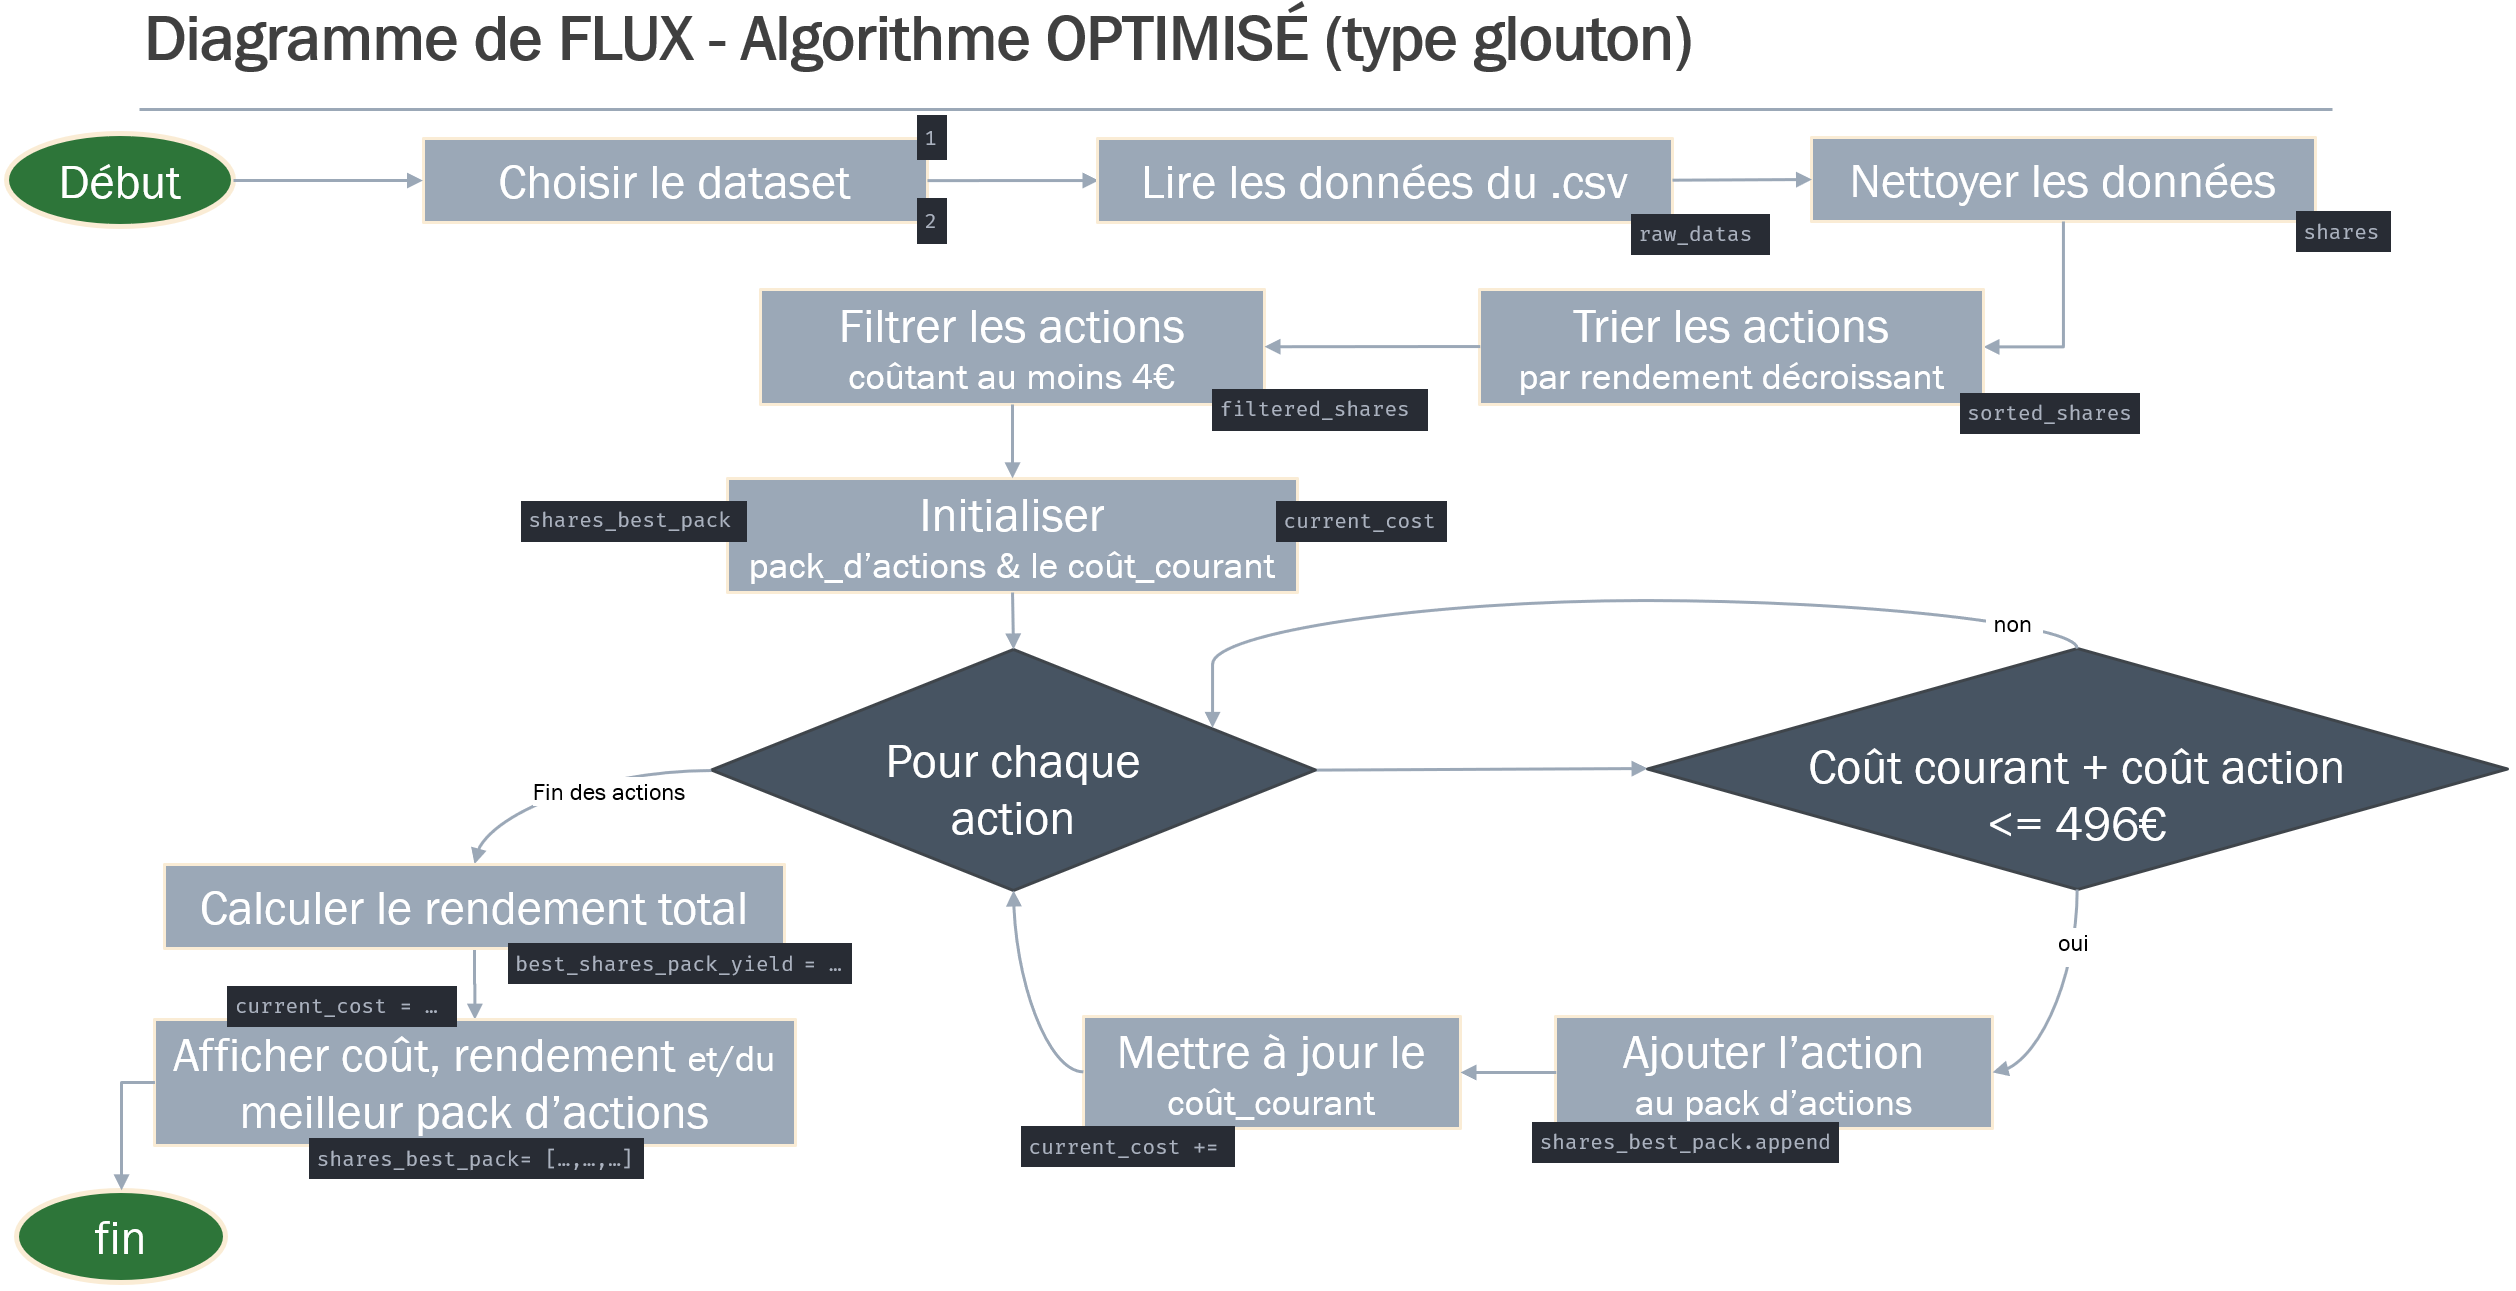 Diagramme de FLUX - Algorithme OPTIMISÉ (type glouton)
Début
Choisir le dataset
1
2
Lire les données du .csv
raw_datas
Nettoyer les données
shares
Trier les actions
par rendement décroissant
sorted_shares
Filtrer les actions
coûtant au moins 4€
filtered_shares
shares_best_pack
Initialiser
pack_d’actions & le coût_courant
current_cost
Pour chaque
action
non
Coût courant + coût action
<= 496€
oui
Ajouter l’action
au pack d’actions
shares_best_pack.append
Mettre à jour le
coût_courant
current_cost +=
Fin des actions
Calculer le rendement total
best_shares_pack_yield = …
current_cost = …
Afficher coût, rendement et/du
meilleur pack d’actions
shares_best_pack= […,…,…]
fin